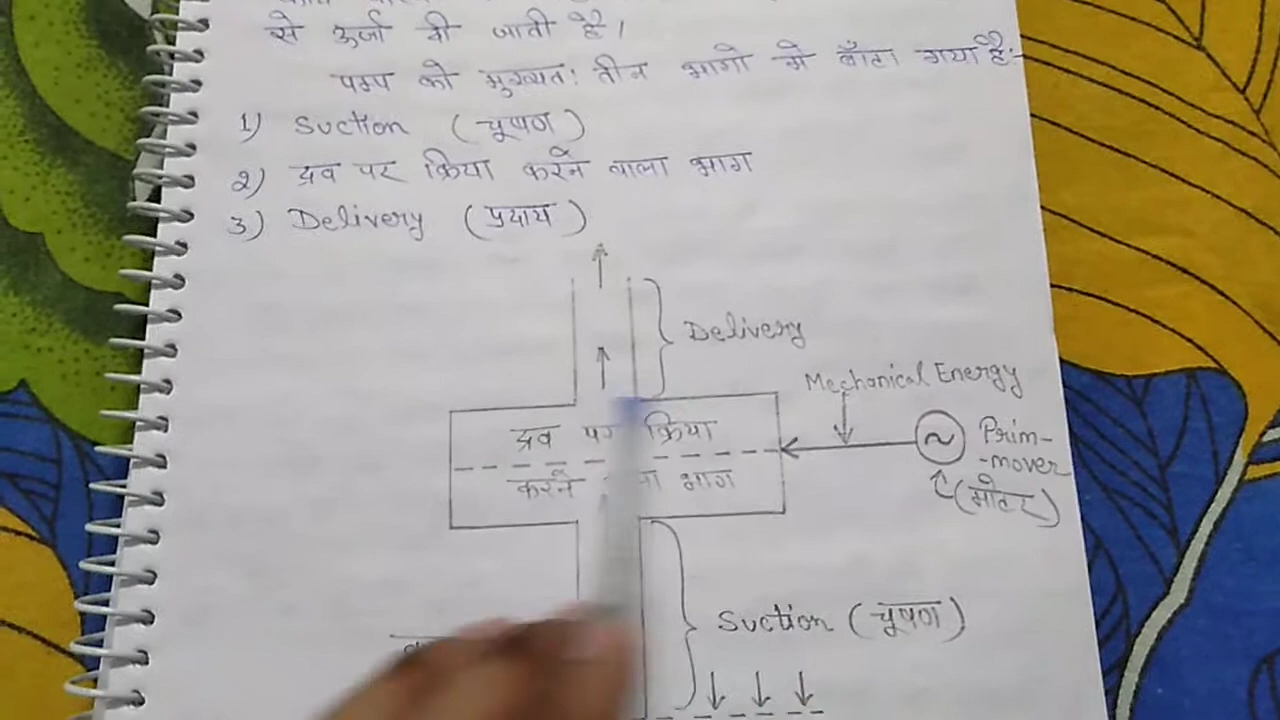 से ऊर्जा दी जाती है।
पम्प को मुख्यतः तीन भागो मे बाँटा गया है:-
1) Suction (चूषण)
2) द्रव पर क्रिया करने वाला भाग
3) Delivery (प्रदाय)
Delivery
Mechanical Energy
द्रव पर क्रिया
करने भाग
Prim-
-mover
(मोटर)
Suction (चूषण)